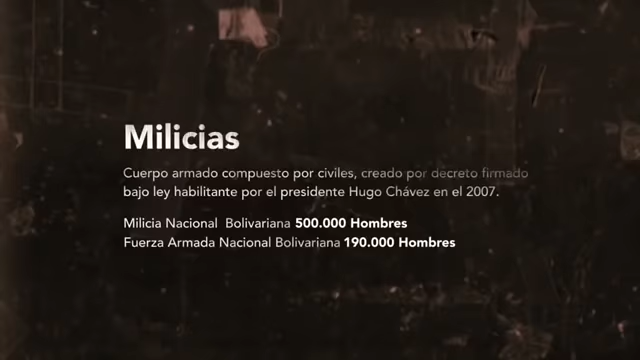 Milicias
Cuerpo armado compuesto por civiles, creado por decreto firmado
bajo ley habilitante por el presidente Hugo Chávez en el 2007.
Milicia Nacional Bolivariana 500.000 Hombres
Fuerza Armada Nacional Bolivariana 190.000 Hombres